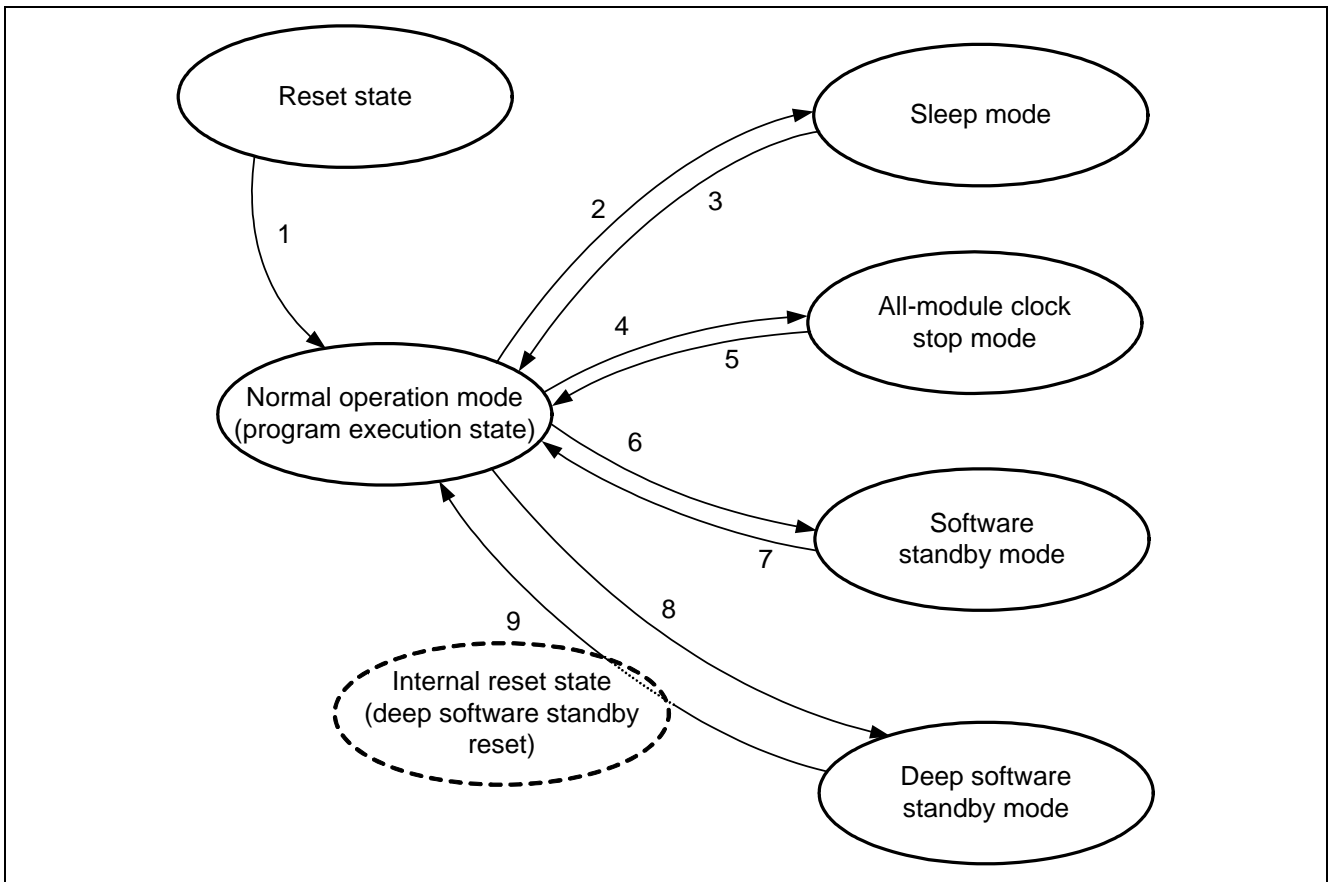 Reset state
Sleep mode
1
2
3
All-module clock
stop mode
4
5
Normal operation mode
(program execution state)
6
7
Software
standby mode
8
9
Internal reset state
(deep software standby
reset)
Deep software
standby mode